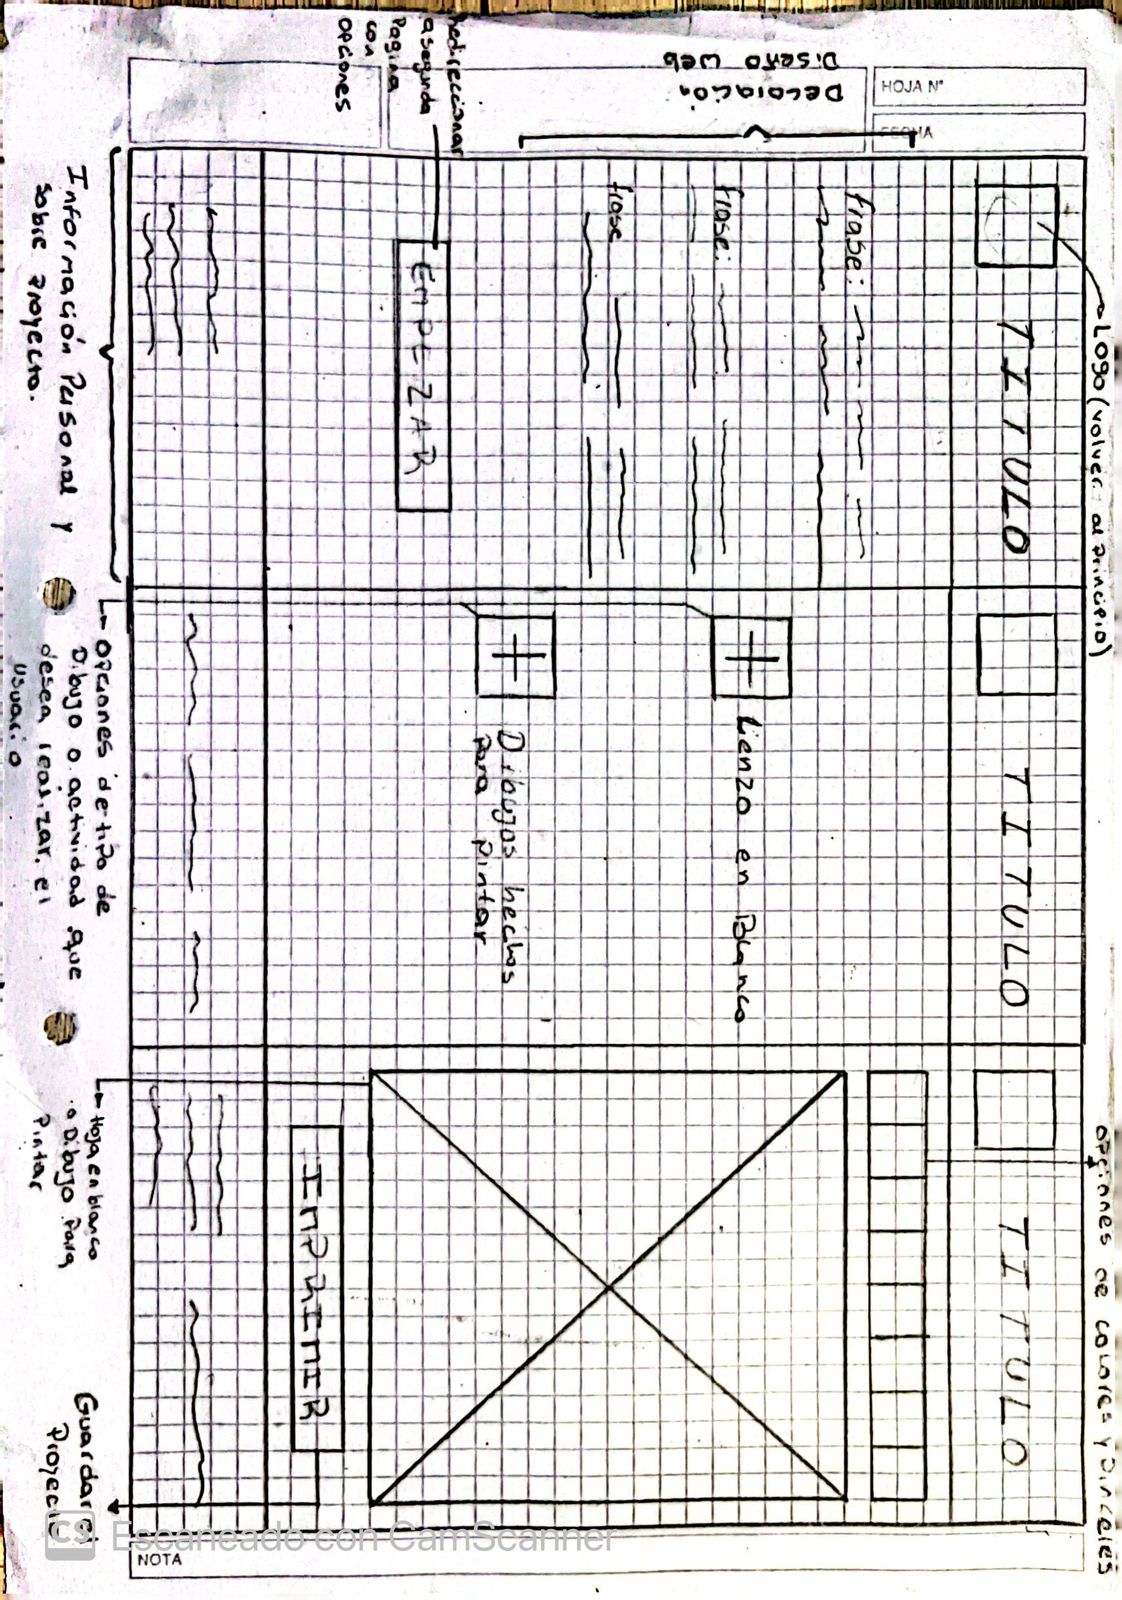 Diseño Web
Decoración
Redireccionar
a segunda
Pagina
con
opciones
HOJA N°
FECHA
Logo (volver al principio)
TITULO
frase:
frase:
frase
EMPEZAR
Información Personal y
sobre Proyecto.
TITULO
Lienzo en Blanco
Dibujos hechos
Para Pintar
Opciones de tipo de
Dibujo o actividad que
desea realizar el
usuario
opciones de colores y pinceles
TITULO
IMPRIMIR
Hoja en blanco
o Dibujo Para
Pintar
Guardar
Proyecto
NOTA
CS Escaneado con CamScanner